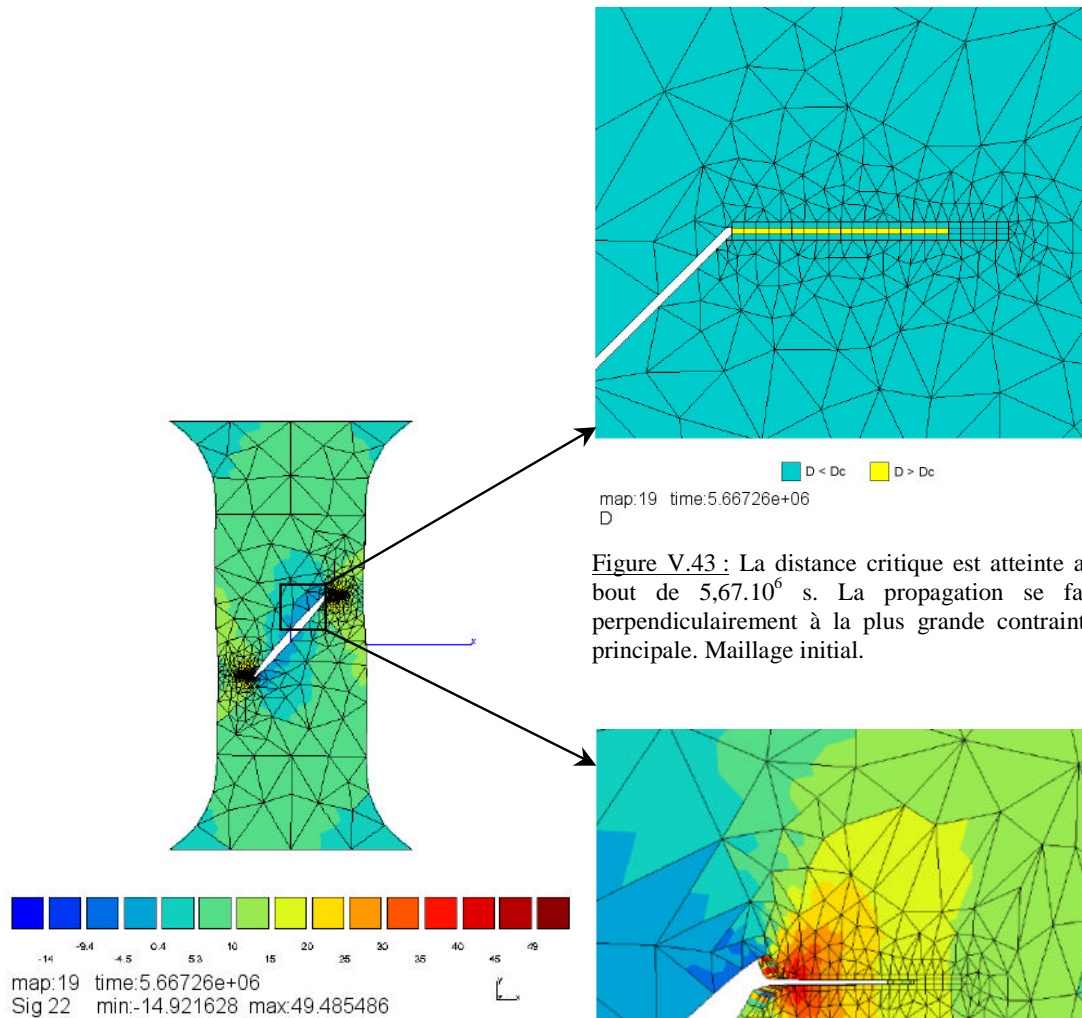 D < Dc D > Dc
map:19 time:5.66726e+06
D
Figure V.43 : La distance critique est atteinte a
bout de 5,67.10⁶ s. La propagation se fa
perpendiculairement à la plus grande contraint
principale. Maillage initial.
x
-14 -9.4 -4.5 0.4 5.3 10 15 20 25 30 35 40 45 49
map:19 time:5.66726e+06
Sig 22 min:-14.921628 max:49.485486